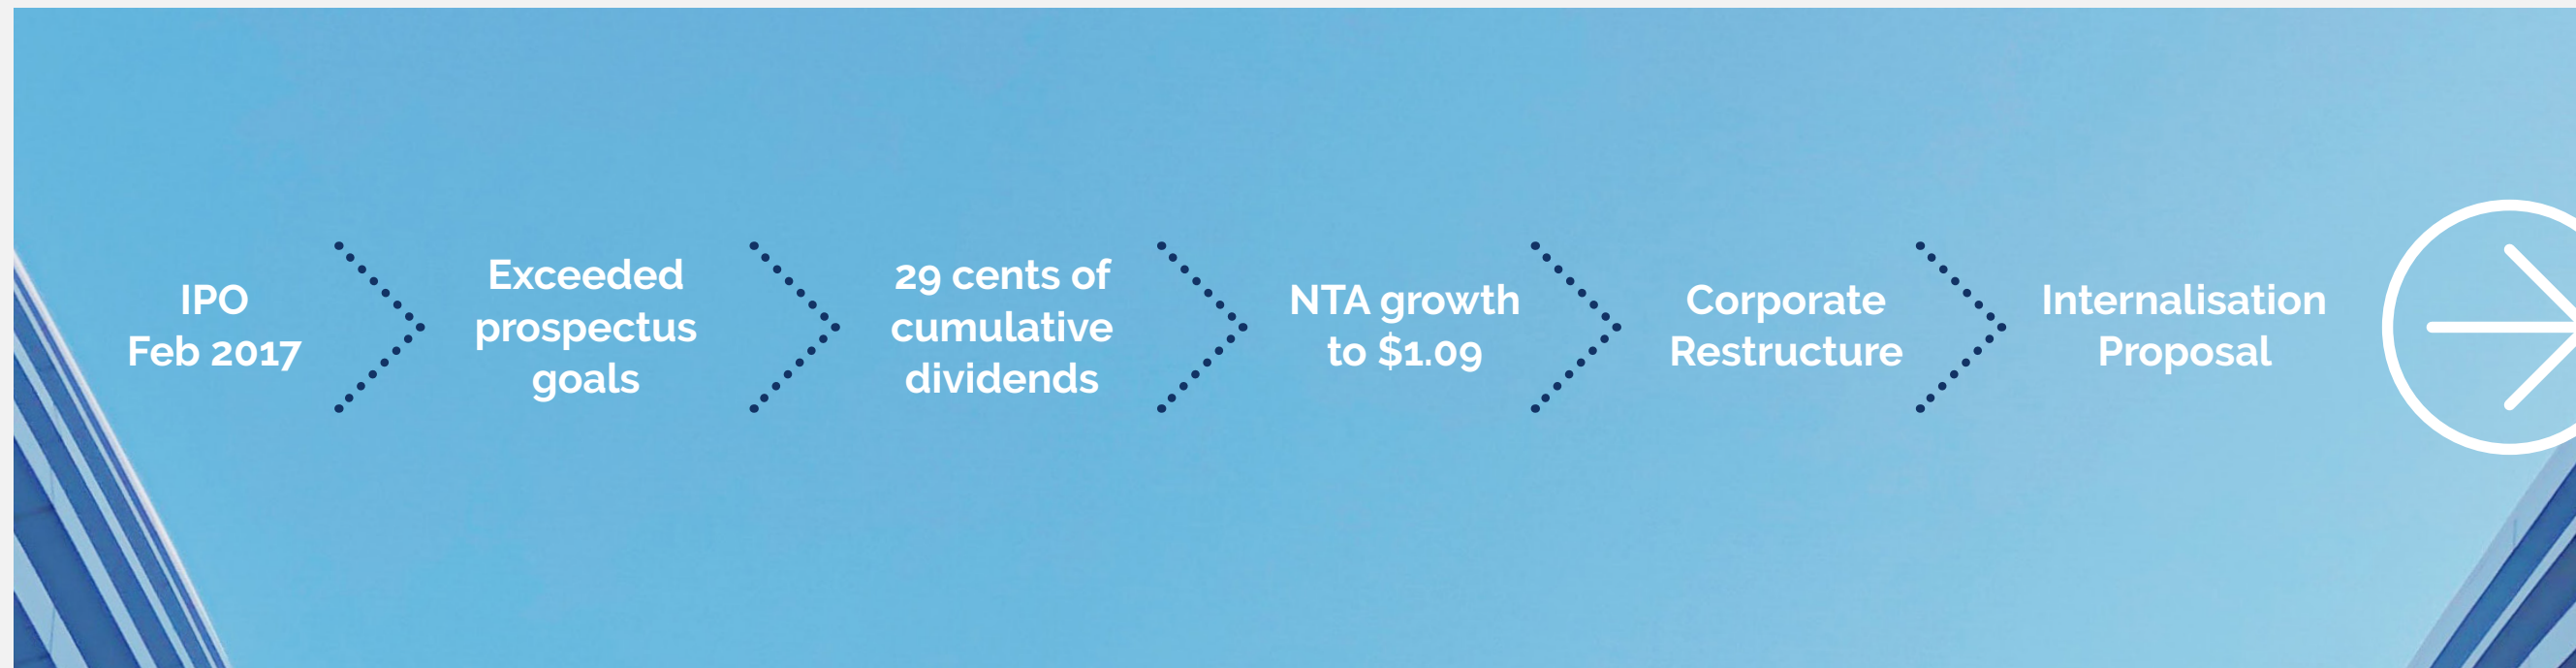 IPO
Feb 2017
Exceeded
prospectus
goals
29 cents of
cumulative
dividends
NTA growth
to $1.09
Corporate
Restructure
Internalisation
Proposal